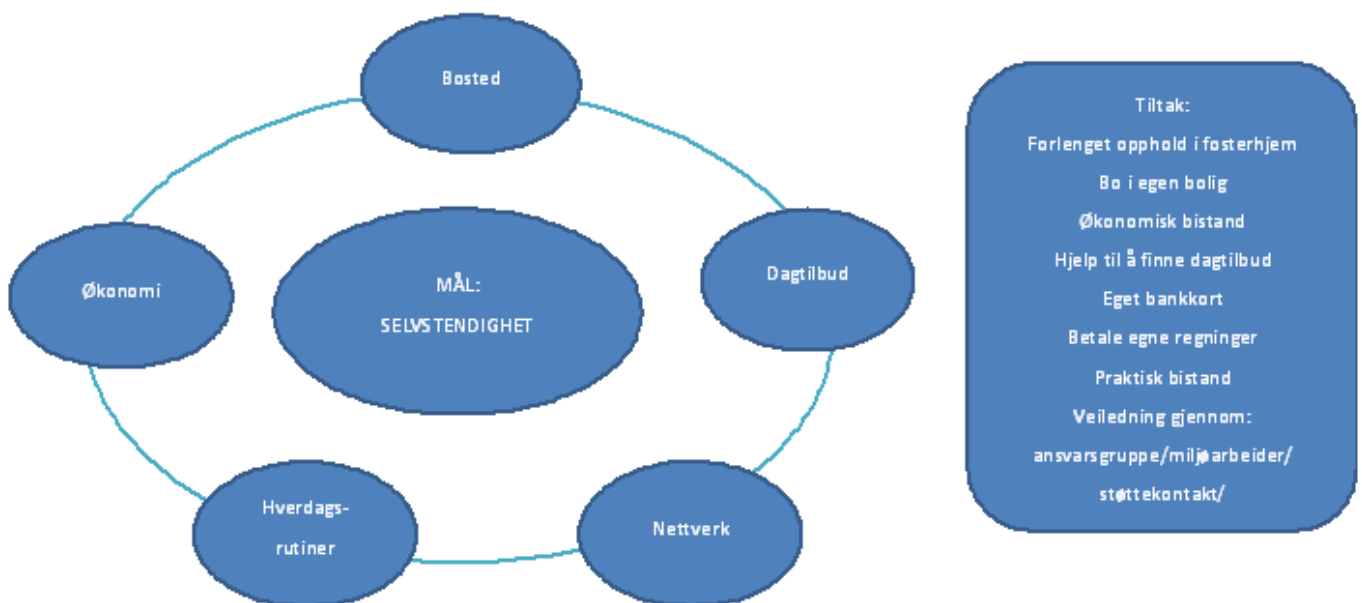 Bosted
Økonomi
MÅL:
SELVSTENDIGHET
Dagtilbud
Hverdags-
rutiner
Nettverk
Tiltak:
Forlenget opphold i fosterhjem
Bo i egen bolig
Økonomisk bistand
Hjelp til å finne dagtilbud
Eget bankkort
Betale egne regninger
Praktisk bistand
Veiledning gjennom:
ansvarsgruppe/miljøarbeider/
støttekontakt/